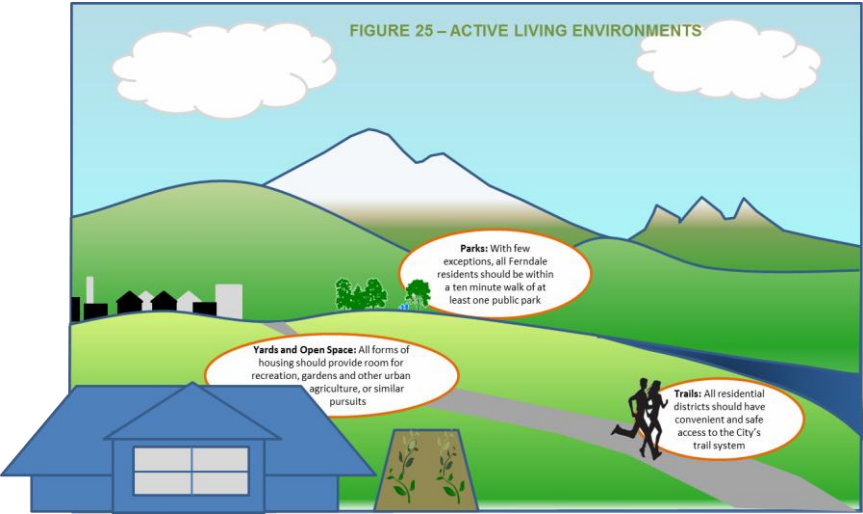 FIGURE 25 – ACTIVE LIVING ENVIRONMENTS
Parks: With few
exceptions, all Ferndale
residents should be within
a ten minute walk of at
least one public park
Yards and Open Space: All forms of
housing should provide room for
recreation, gardens and other urban
agriculture, or similar
pursuits
Trails: All residential
districts should have
convenient and safe
access to the City's
trail system